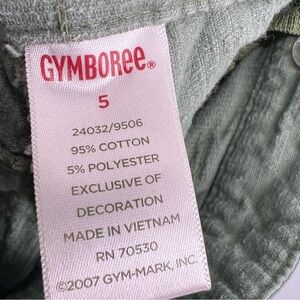 GYMBOREE®
5
24032/9506
95% COTTON
5% POLYESTER
EXCLUSIVE OF
DECORATION
MADE IN VIETNAM
RN 70530
©2007 GYM-MARK, INC.